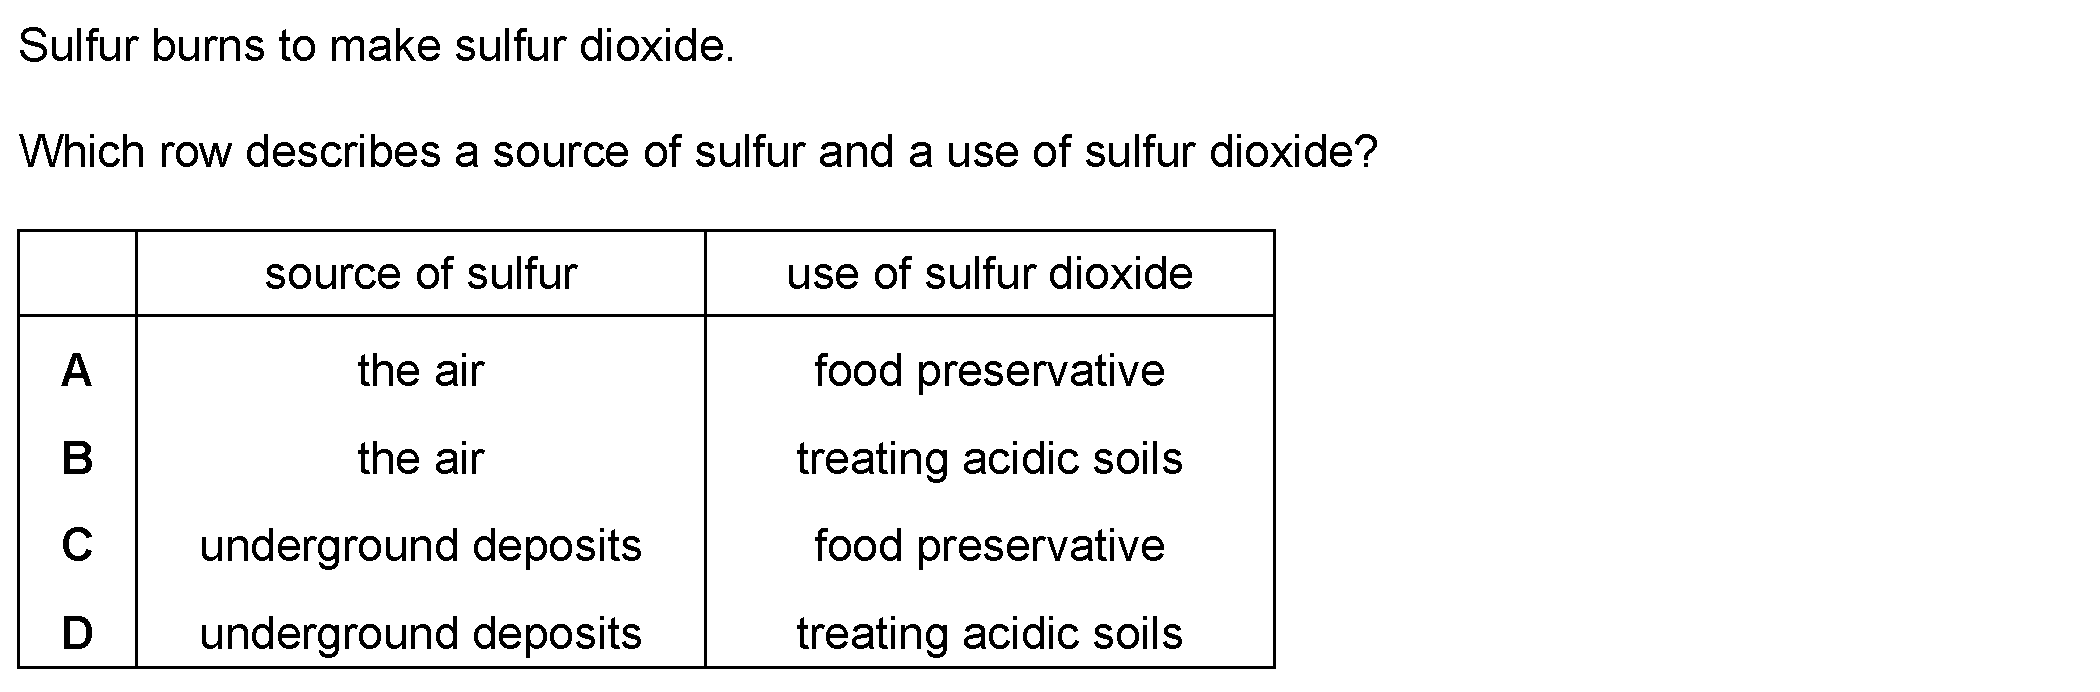 Sulfur burns to make sulfur dioxide.
Which row describes a source of sulfur and a use of sulfur dioxide?
source of sulfur use of sulfur dioxide
A the air food preservative
B the air treating acidic soils
C underground deposits food preservative
D underground deposits treating acidic soils